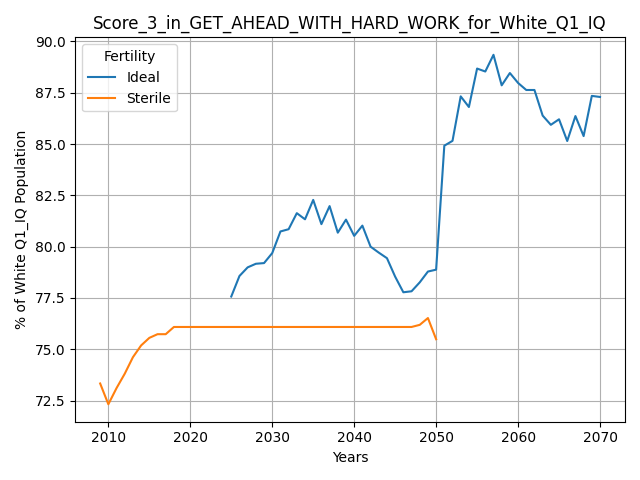 Score_3_in_GET_AHEAD_WITH_HARD_WORK_for_White_Q1_IQ
Fertility
Ideal
Sterile
% of White Q1_IQ Population
90.0
87.5
85.0
82.5
80.0
77.5
75.0
72.5
2010 2020 2030 2040 2050 2060 2070
Years